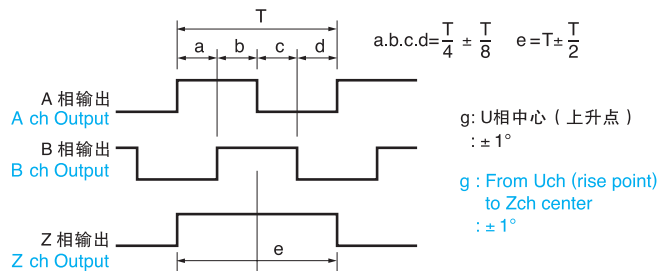 T
a b c d
a.b.c.d=T/4 ± T/8 e=T±T/2
A 相输出
A ch Output
B 相输出
B ch Output
Z 相输出
Z ch Output
e
g: U相中心 ( 上升点 )
: ± 1°
g : From Uch (rise point)
to Zch center
: ± 1°